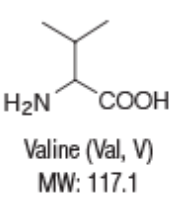 H₂N COOH
Valine (Val, V)
MW: 117.1